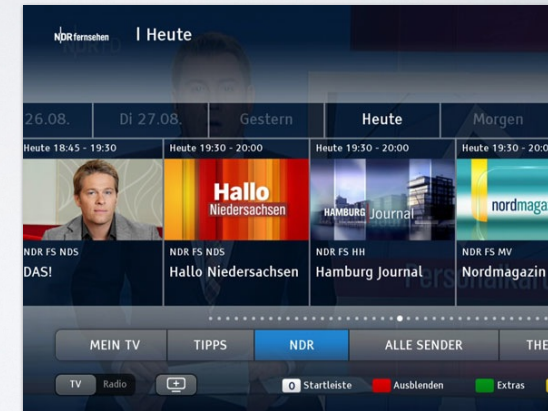 NDR fernsehen | Heute
26.08. Di 27.08. Gestern Heute Morgen
Heute 18:45 - 19:30 Heute 19:30 - 20:00 Heute 19:30 - 20:00 Heute 19:30 - 20:0
Hallo
Niedersachsen
HAMBURG Journal
nordmaga
NDR FS NDS NDR FS NDS NDR FS HH NDR FS MV
DAS! Hallo Niedersachsen Hamburg Journal Nordmagazin
MEIN TV TIPPS NDR ALLE SENDER THE
TV Radio 0 Startleiste Ausblenden Extras